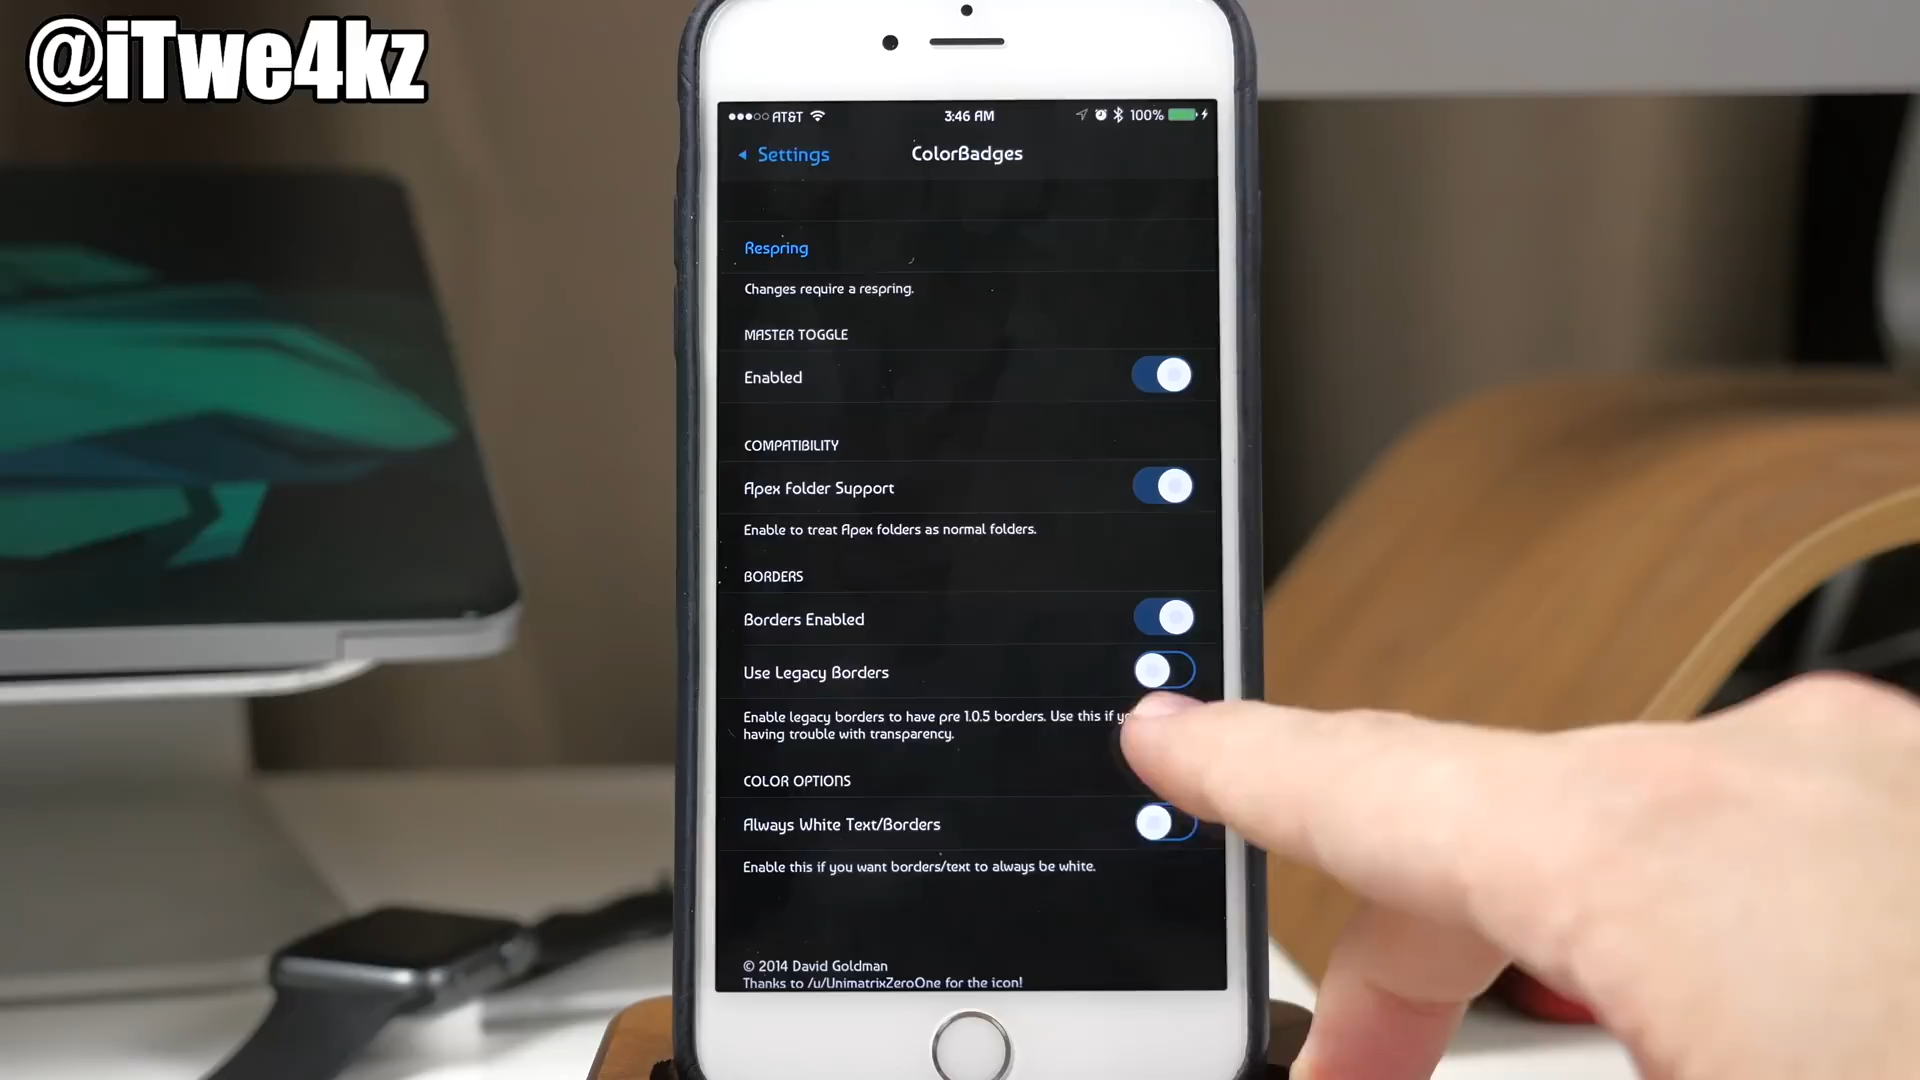 @iTwe4kz
AT&T 3:46 AM 100%
Settings ColorBadges
Respring
Changes require a respring.
MASTER TOGGLE
Enabled
COMPATIBILITY
Apex Folder Support
Enable to treat Apex folders as normal folders.
BORDERS
Borders Enabled
Use Legacy Borders
Enable legacy borders to have pre 1.0.5 borders. Use this if
having trouble with transparency.
COLOR OPTIONS
Always White Text/Borders
Enable this if you want borders/text to always be white.
© 2014 David Goldman
Thanks to /u/UnimatrixZeroOne for the icon!